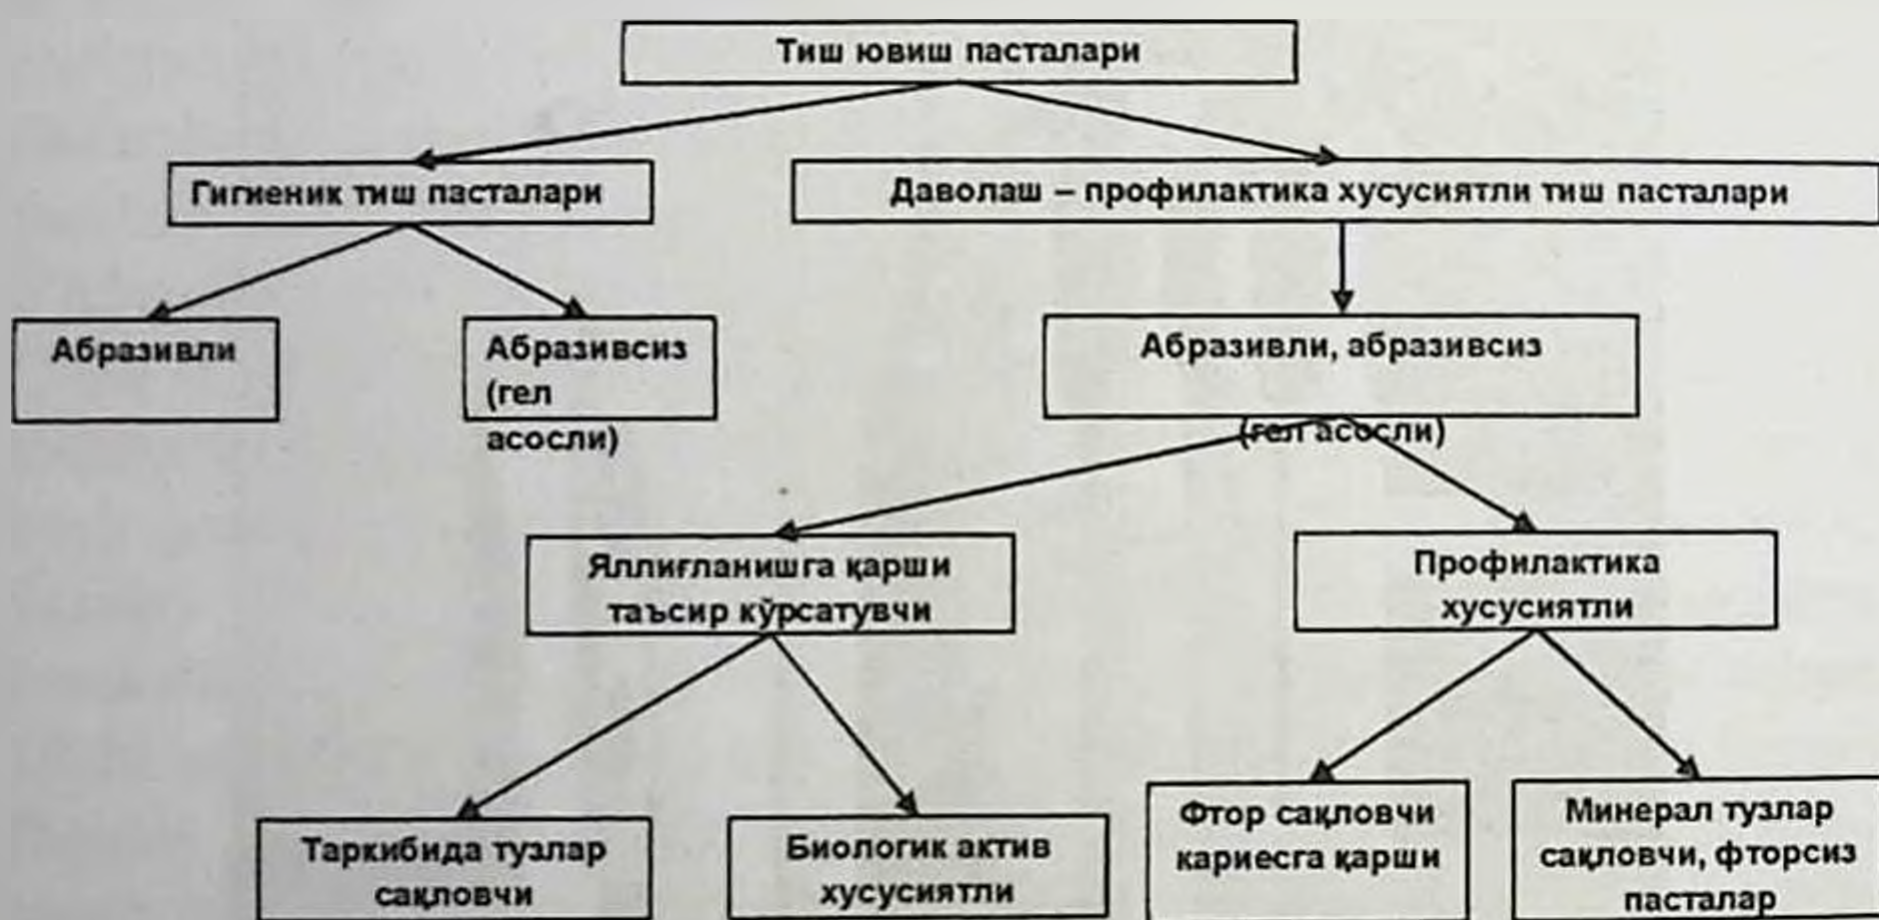 Тиш ювиш пасталари
Гигиеник тиш пасталари
Даволаш – профилактика хусусиятли тиш пасталари
Абразивли
Абразивсиз
(гел
асосли)
Абразивли, абразивсиз
(гел асосли)
Яллиғланишга қарши
таъсир кўрсатувчи
Профилактика
хусусиятли
Таркибида тузлар
сақловчи
Биологик актив
хусусиятли
Фтор сақловчи
кариесга қарши
Минерал тузлар
сақловчи, фторсиз
пасталар